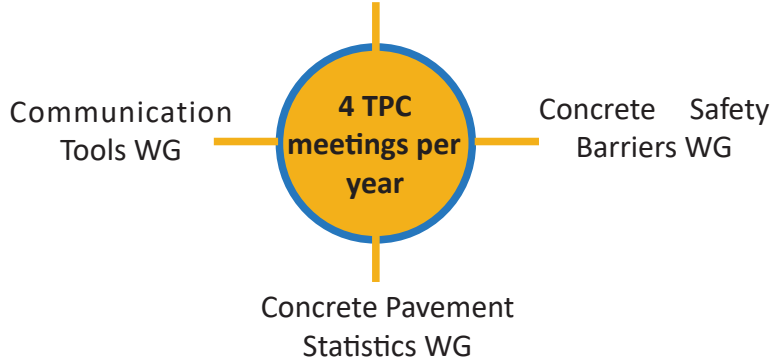 Communication
Tools WG
4 TPC
meetings per
year
Concrete Safety
Barriers WG
Concrete Pavement
Statistics WG